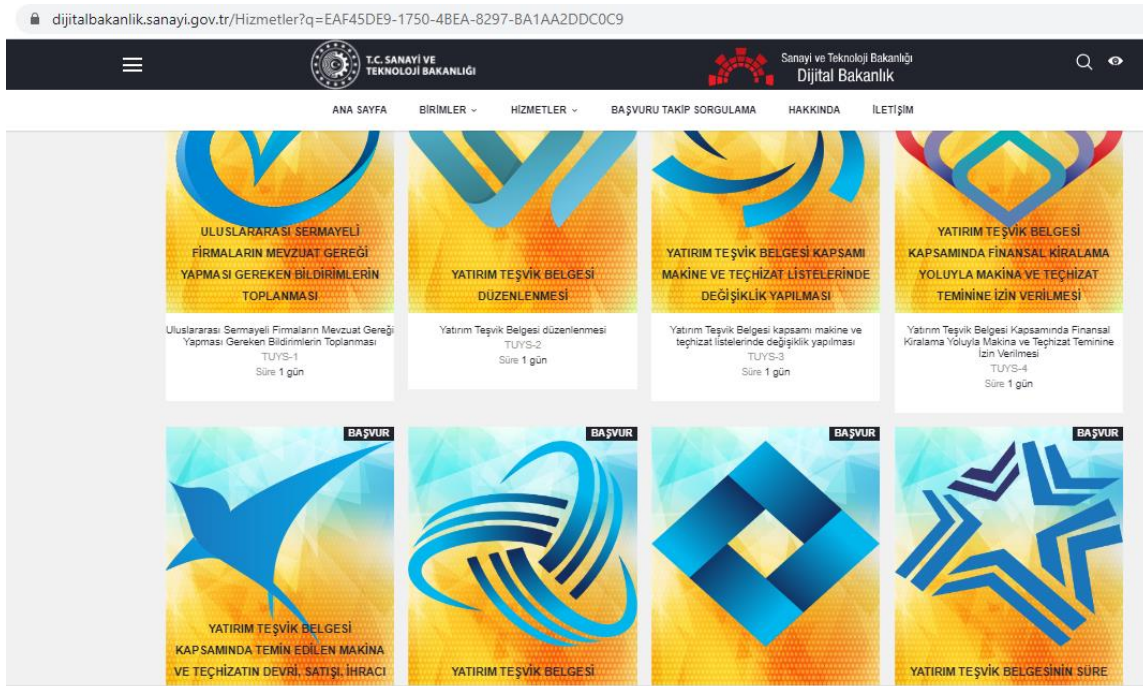 dijitalbakanlik.sanayi.gov.tr/Hizmetler?q=EAF45DE9-1750-4BEA-8297-BA1AA2DDC0C9
T.C. SANAYİ VE
TEKNOLOJİ BAKANLIĞI
Sanayi ve Teknoloji Bakanlığı
Dijital Bakanlık
ANA SAYFA BİRİMLER HİZMETLER BAŞVURU TAKİP SORGULAMA HAKKINDA İLETİŞİM
ULUSLARARASI SERMAYELİ
FİRMALARIN MEVZUAT GEREĞİ
YAPMASI GEREKEN BİLDİRİMLERİN
TOPLANMASI
Uluslararası Sermayeli Firmaların Mevzuat Gereği
Yapması Gereken Bildirimlerin Toplanması
TUYS-1
Süre 1 gün
YATIRIM TEŞVİK BELGESİ
DÜZENLENMESİ
Yatırım Teşvik Belgesi düzenlenmesi
TUYS-2
Süre 1 gün
YATIRIM TEŞVİK BELGESİ KAPSAMI
MAKİNE VE TEÇHİZAT LİSTELERİNDE
DEĞİŞİKLİK YAPILMASI
Yatırım Teşvik Belgesi kapsamı makine ve
teçhizat listelerinde değişiklik yapılması
TUYS-3
Süre 1 gün
YATIRIM TEŞVİK BELGESİ
KAPSAMINDA FİNANSAL KİRALAMA
YOLUYLA MAKİNA VE TEÇHİZAT
TEMİNİNE İZİN VERİLMESİ
Yatırım Teşvik Belgesi Kapsamında Finansal
Kiralama Yoluyla Makina ve Teçhizat Teminine
İzin Verilmesi
TUYS-4
Süre 1 gün
BAŞVUR
YATIRIM TEŞVİK BELGESİ
KAPSAMINDA TEMİN EDİLEN MAKİNA
VE TEÇHİZATIN DEVRİ, SATIŞI, İHRACI
BAŞVUR
YATIRIM TEŞVİK BELGESİ
BAŞVUR
BAŞVUR
YATIRIM TEŞVİK BELGESİNİN SÜRE